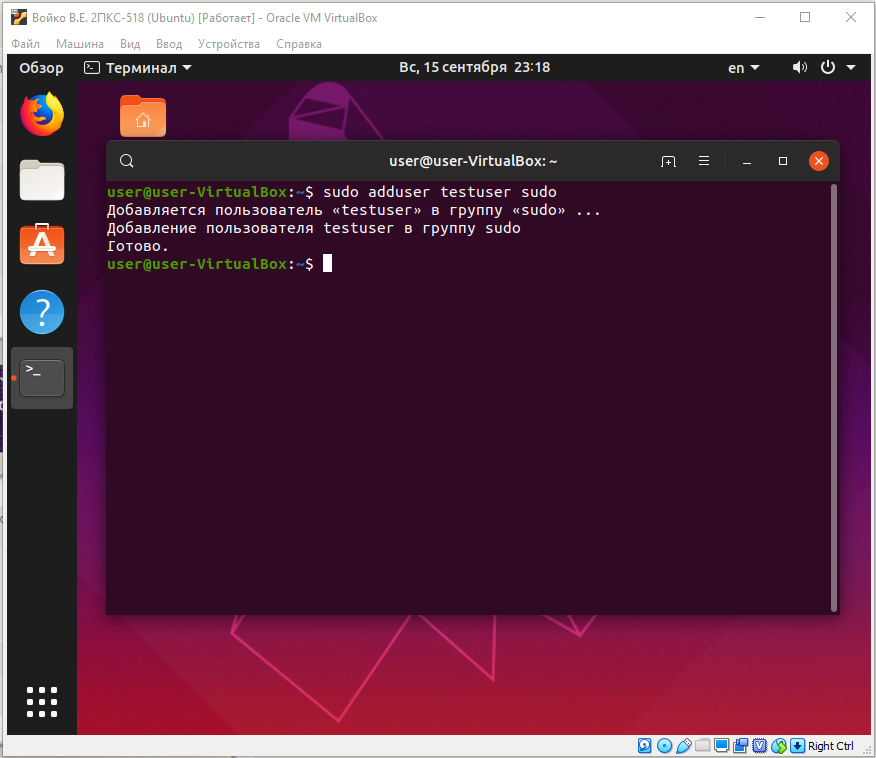 Войко В.Е. 2ПКС-518 (Ubuntu) [Работает] - Oracle VM VirtualBox
Файл Машина Вид Ввод Устройства Справка
Обзор Терминал Вс, 15 сентября 23:18 en
user@user-VirtualBox: ~
user@user-VirtualBox:~$ sudo adduser testuser sudo
Добавляется пользователь «testuser» в группу «sudo» ...
Добавление пользователя testuser в группу sudo
Готово.
user@user-VirtualBox:~$
Right Ctrl